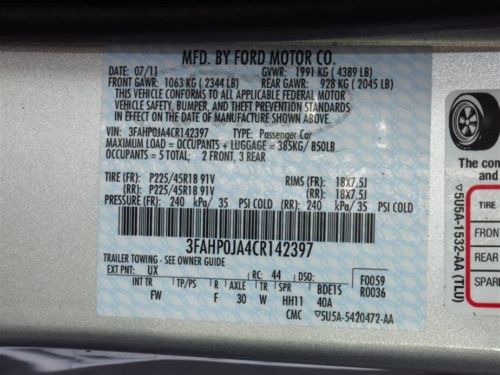 MFD. BY FORD MOTOR CO.
DATE: 07/11 GVWR: 1991 KG (4389 LB)
FRONT GAWR: 1063 KG (2344 LB) REAR GAWR: 928 KG (2045 LB)
THIS VEHICLE CONFORMS TO ALL APPLICABLE FEDERAL MOTOR
VEHICLE SAFETY, BUMPER, AND THEFT PREVENTION STANDARDS
IN EFFECT ON THE DATE OF MANUFACTURE SHOWN ABOVE.
VIN: 3FAHP0JA4CR142397 TYPE: Passenger Car
MAXIMUM LOAD = OCCUPANTS + LUGGAGE = 385KG/ 850LB
OCCUPANTS = 5 TOTAL: 2 FRONT, 3 REAR
TIRE (FR): P225/45R18 91V RIMS (FR): 18X7.5J
(RR): P225/45R18 91V (RR): 18X7.5J
PRESSURE (FR): 240 kPa/ 35 PSI COLD (RR): 240 kPa/ 35 PSI COLD
3FAHP0JA4CR142397
TRAILER TOWING - SEE OWNER GUIDE
EXT PNT: UX RC: 44 DSO: F0059
R0036
INT TR TP/PS R AXLE TR SPR BDE15
FW F 30 W HH11 40A
CMC ▽5U5A-5420472-AA
▽5U5A-1532-AA (TLU)
The con
and
TIRE
FRONT
REAR
SPARE